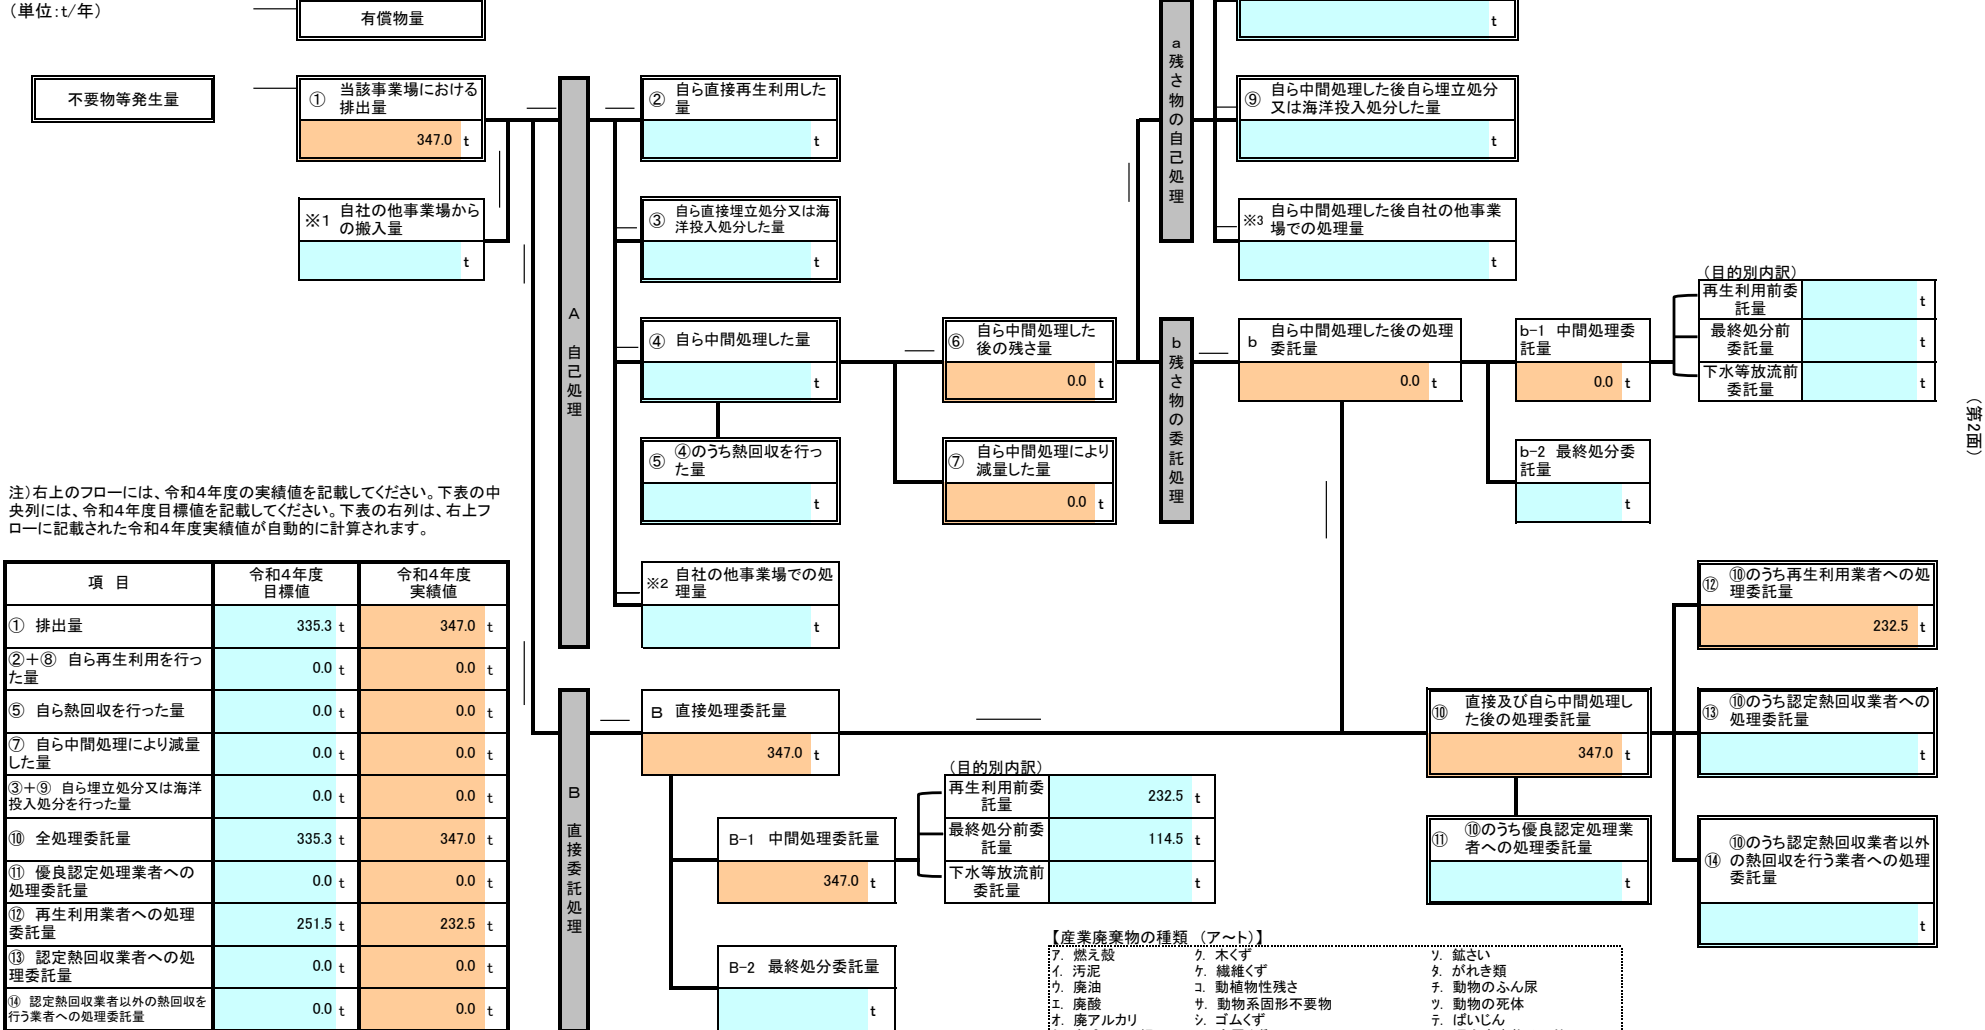 （単位：t/年）
有償物量
t
不要物等発生量
① 当該事業場における
排出量
347.0 t
※1 自社の他事業場から
の搬入量
t
A 自己処理
② 自ら直接再生利用した
量
t
③ 自ら直接埋立処分又は海
洋投入処分した量
t
④ 自ら中間処理した量
t
⑤ ④のうち熱回収を行っ
た量
t
※2 自社の他事業場での処
理量
t
⑥ 自ら中間処理した
後の残さ量
0.0 t
⑦ 自ら中間処理により
減量した量
0.0 t
a 残さ物の自己処理
⑨ 自ら中間処理した後自ら埋立処分
又は海洋投入処分した量
t
※3 自ら中間処理した後自社の他事業
場での処理量
t
b 残さ物の委託処理
b 自ら中間処理した後の処理
委託量
0.0 t
b-1 中間処理委
託量
0.0 t
b-2 最終処分委
託量
t
（目的別内訳）
再生利用前委
託量
t
最終処分前
委託量
t
下水等放流前
委託量
t
（第2面）
注）右上のフローには、令和4年度の実績値を記載してください。下表の中
央列には、令和4年度目標値を記載してください。下表の右列は、右上フ
ローに記載された令和4年度実績値が自動的に計算されます。
項 目 令和4年度
目標値 令和4年度
実績値
① 排出量 335.3 t 347.0 t
②＋⑧ 自ら再生利用を行っ
た量 0.0 t 0.0 t
⑤ 自ら熱回収を行った量 0.0 t 0.0 t
⑦ 自ら中間処理により減量
した量 0.0 t 0.0 t
③＋⑨ 自ら埋立処分又は海洋
投入処分を行った量 0.0 t 0.0 t
⑩ 全処理委託量 335.3 t 347.0 t
⑪ 優良認定処理業者への
処理委託量 0.0 t 0.0 t
⑫ 再生利用業者への処理
委託量 251.5 t 232.5 t
⑬ 認定熱回収業者への処
理委託量 0.0 t 0.0 t
⑭ 認定熱回収業者以外の熱回収を
行う業者への処理委託量 0.0 t 0.0 t
B 直接委託処理
B 直接処理委託量
347.0 t
B-1 中間処理委託量
347.0 t
B-2 最終処分委託量
t
（目的別内訳）
再生利用前委
託量 232.5 t
最終処分前委
託量 114.5 t
下水等放流前
委託量 t
⑩ 直接及び自ら中間処理し
た後の処理委託量
347.0 t
⑪ ⑩のうち優良認定処理業
者への処理委託量
t
⑫ ⑩のうち再生利用業者への処
理委託量
232.5 t
⑬ ⑩のうち認定熱回収業者への
処理委託量
t
⑭ ⑩のうち認定熱回収業者以外
の熱回収を行う業者への処理
委託量
t
【産業廃棄物の種類 （ア～ト）】
ア. 燃え殻 ク. 木くず ソ. 鉱さい
イ. 汚泥 ケ. 繊維くず タ. がれき類
ウ. 廃油 コ. 動植物性残さ チ. 動物のふん尿
エ. 廃酸 サ. 動物系固形不要物 ツ. 動物の死体
オ. 廃アルカリ シ. ゴムくず テ. ばいじん